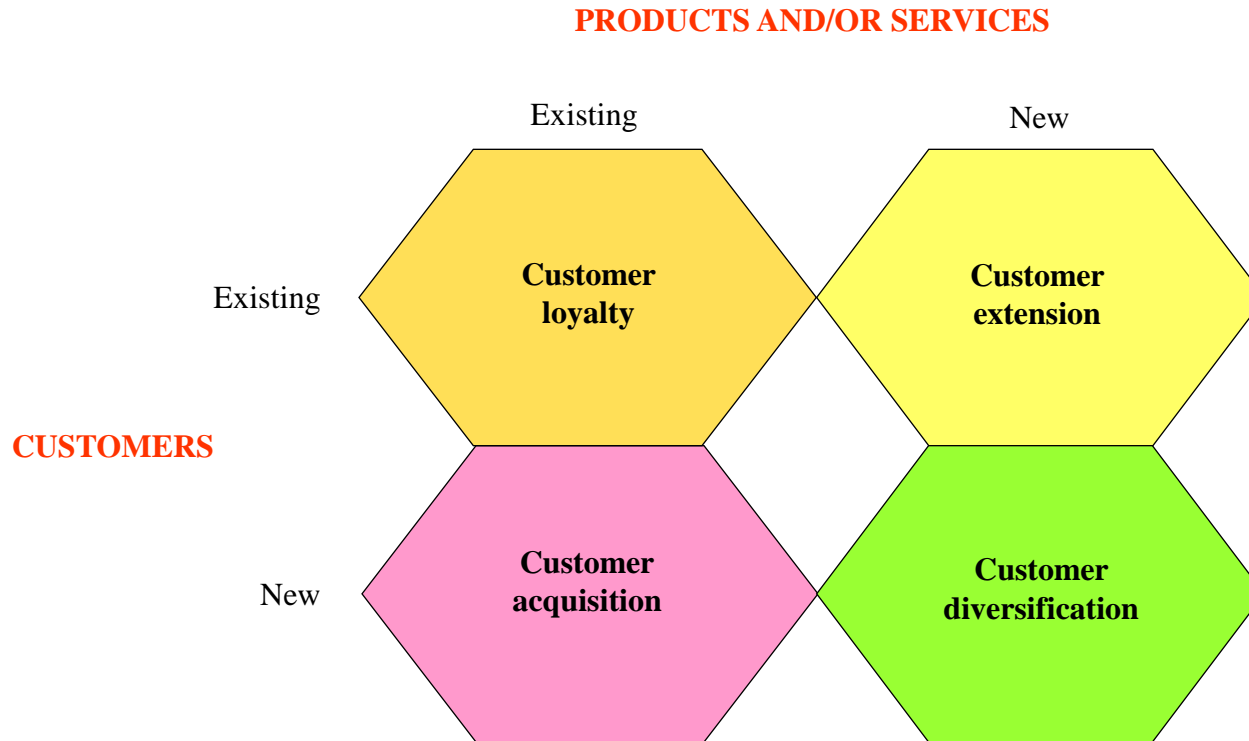 PRODUCTS AND/OR SERVICES
Existing
New
Existing
Customer
loyalty
Customer
extension
CUSTOMERS
New
Customer
acquisition
Customer
diversification